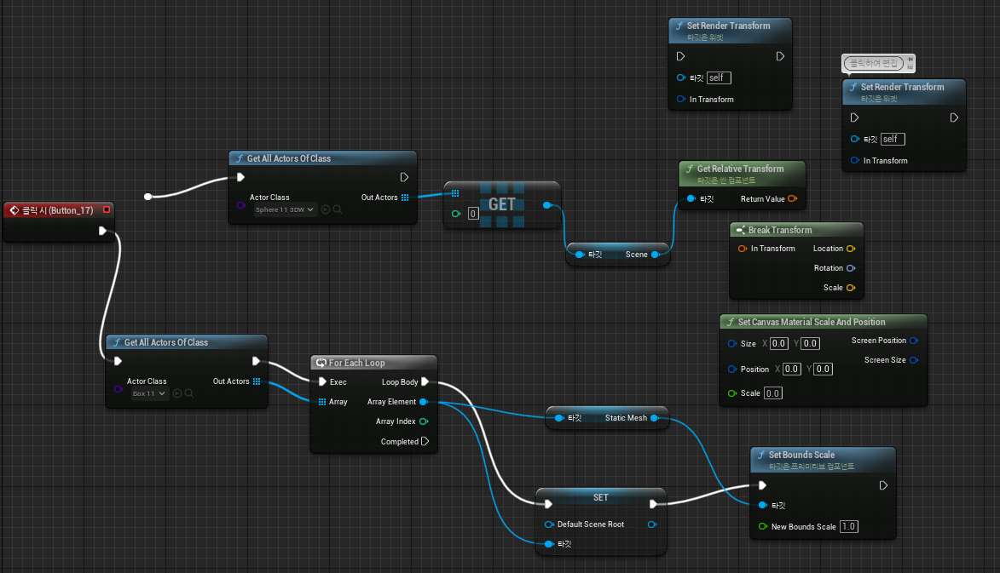 Set Render Transform
타깃은 위젯
타깃 self
In Transform
클릭하여 편집
Set Render Transform
타깃은 위젯
타깃 self
In Transform
Get All Actors Of Class
Actor Class
Out Actors
Sphere 11 3DW
GET
0
타깃 Scene
Get Relative Transform
타깃은 씬 컴포넌트
타깃 Return Value
Break Transform
In Transform Location
Rotation
Scale
클릭 시 (Button_17)
Set Canvas Material Scale And Position
Size X 0.0 Y 0.0 Screen Position
Screen Size
Position X 0.0 Y 0.0
Scale 0.0
Get All Actors Of Class
Actor Class Out Actors
Box 11
For Each Loop
Exec Loop Body
Array Array Element
Array Index
Completed
타깃 Static Mesh
SET
Default Scene Root
타깃
Set Bounds Scale
타깃은 프리미티브 컴포넌트
타깃
New Bounds Scale 1.0